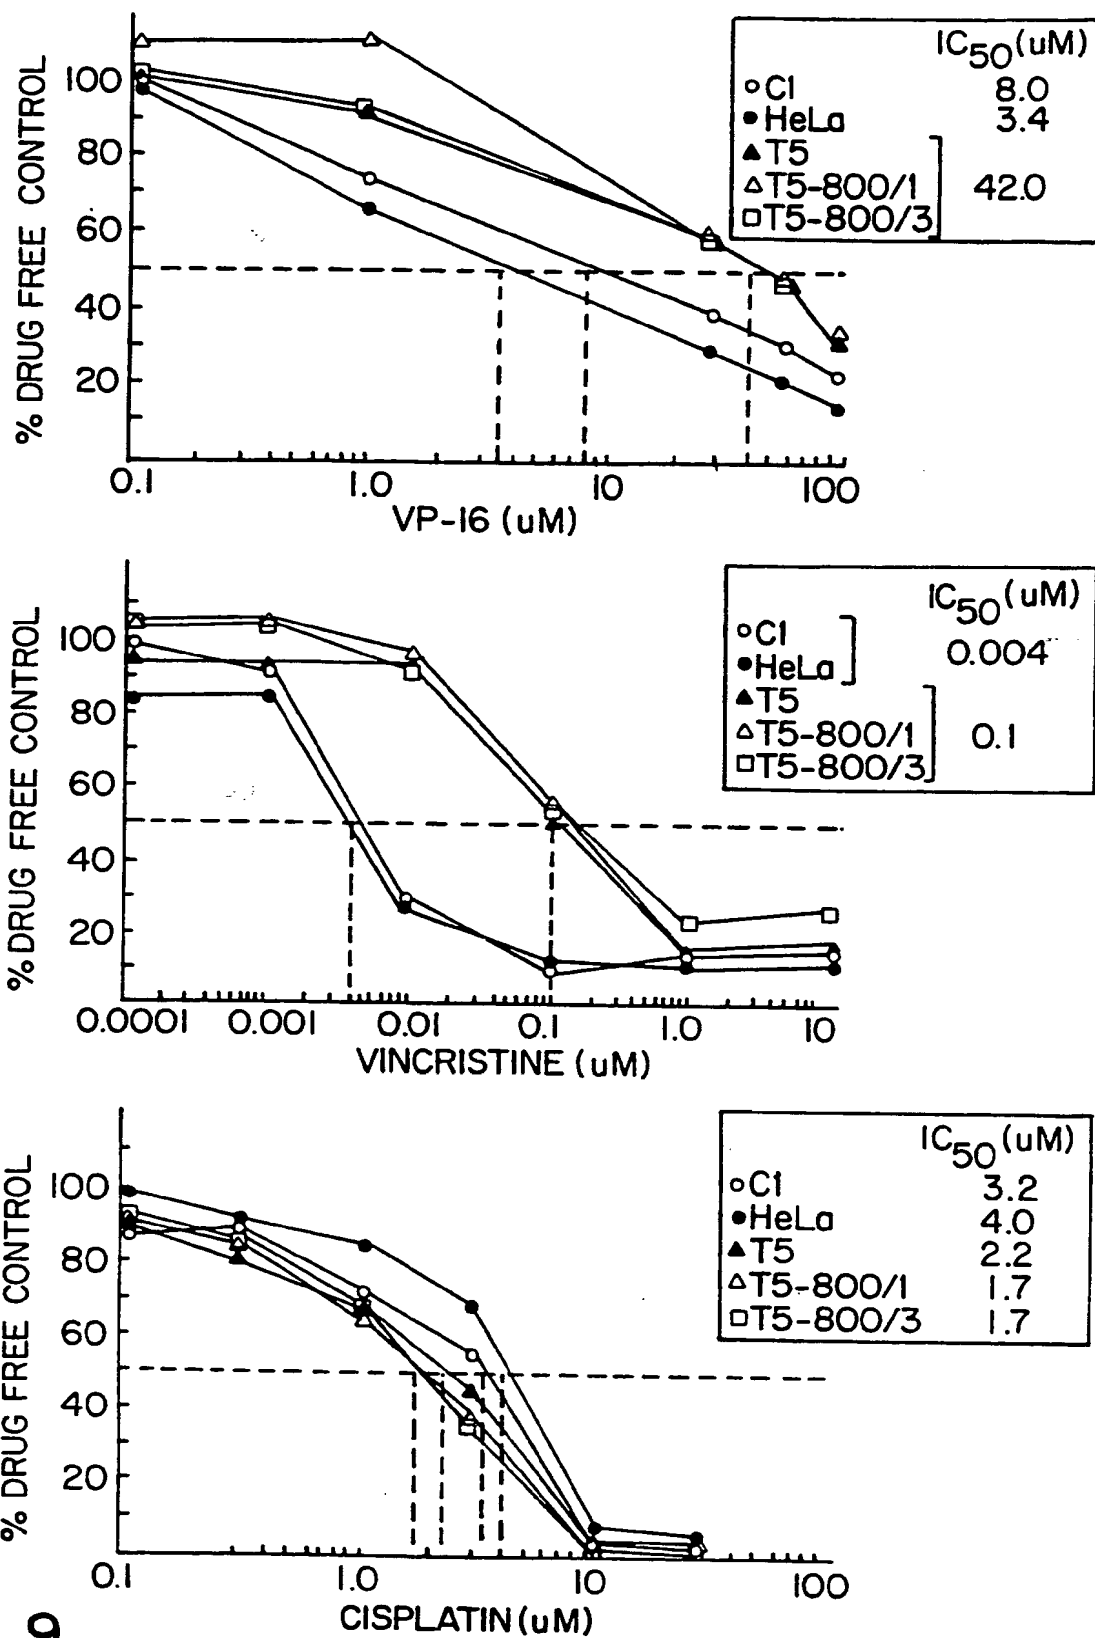 % DRUG FREE CONTROL
100
80
60
40
20
0.1 1.0 10 100
VP-16 (uM)
IC50 (uM)
C1 8.0
HeLa 3.4
T5
T5-800/1 42.0
T5-800/3
% DRUG FREE CONTROL
100
80
60
40
20
0.0001 0.001 0.01 0.1 1.0 10
VINCRISTINE (uM)
IC50 (uM)
C1
HeLa 0.004
T5
T5-800/1 0.1
T5-800/3
% DRUG FREE CONTROL
100
80
60
40
20
0.1 1.0 10 100
CISPLATIN (uM)
IC50 (uM)
C1 3.2
HeLa 4.0
T5 2.2
T5-800/1 1.7
T5-800/3 1.7